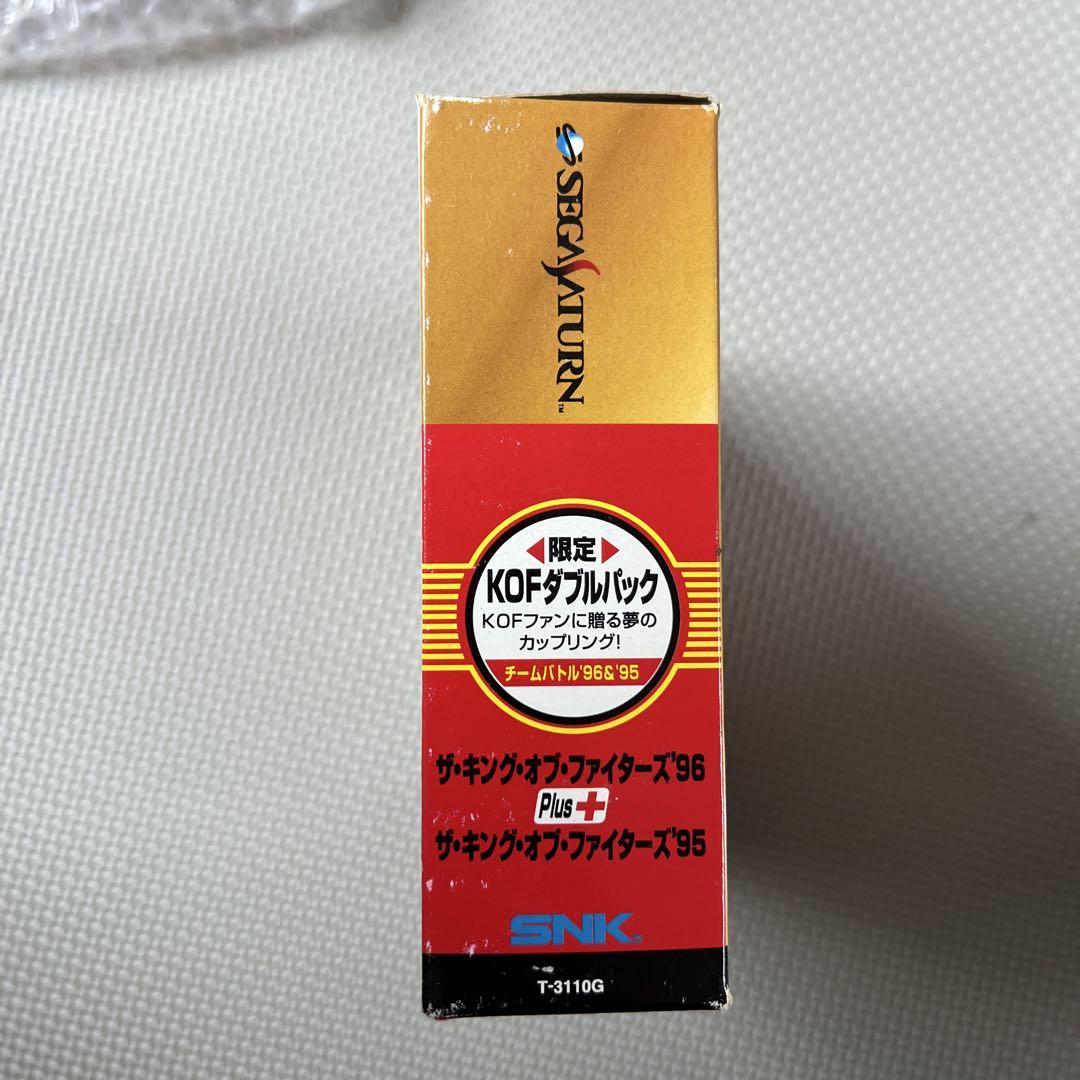 SEGA SATURN™
限定
KOFダブルパック
KOFファンに贈る夢の
カップリング!
チームバトル'96&'95
ザ・キング・オブ・ファイターズ'96
Plus+
ザ・キング・オブ・ファイターズ'95
SNK®
T-3110G